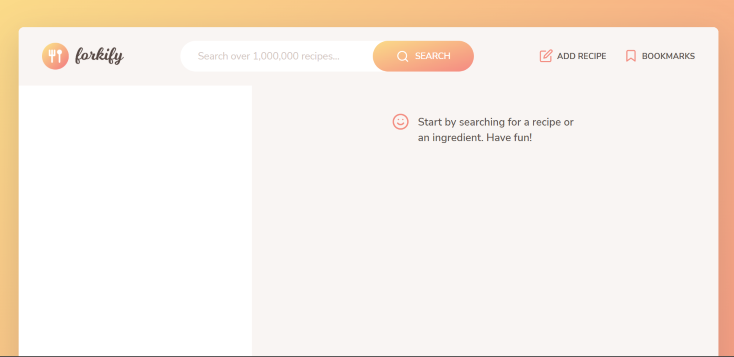 forkify
Search over 1,000,000 recipes...
SEARCH
ADD RECIPE
BOOKMARKS
Start by searching for a recipe or
an ingredient. Have fun!